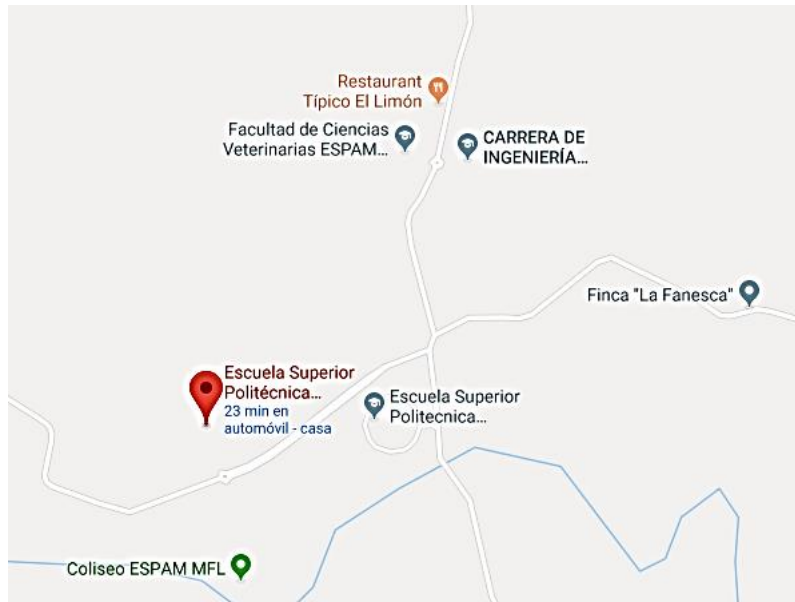 Restaurant
Típico El Limón
Facultad de Ciencias
Veterinarias ESPAM...
CARRERA DE
INGENIERÍA...
Finca "La Fanesca"
Escuela Superior
Politécnica...
23 min en
automóvil - casa
Escuela Superior
Politecnica...
Coliseo ESPAM MFL